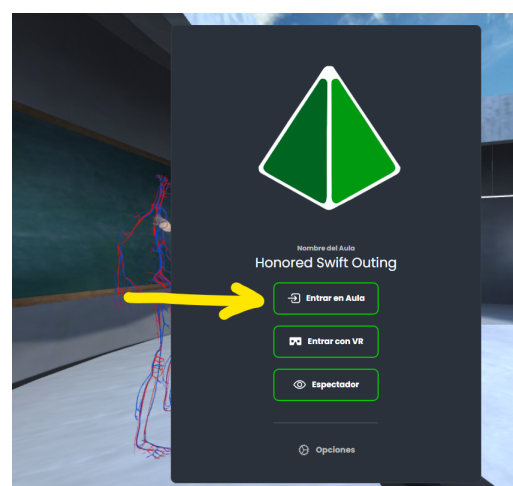 Nombre del Aula
Honored Swift Outing
Entrar en Aula
Entrar con VR
Espectador
Opciones